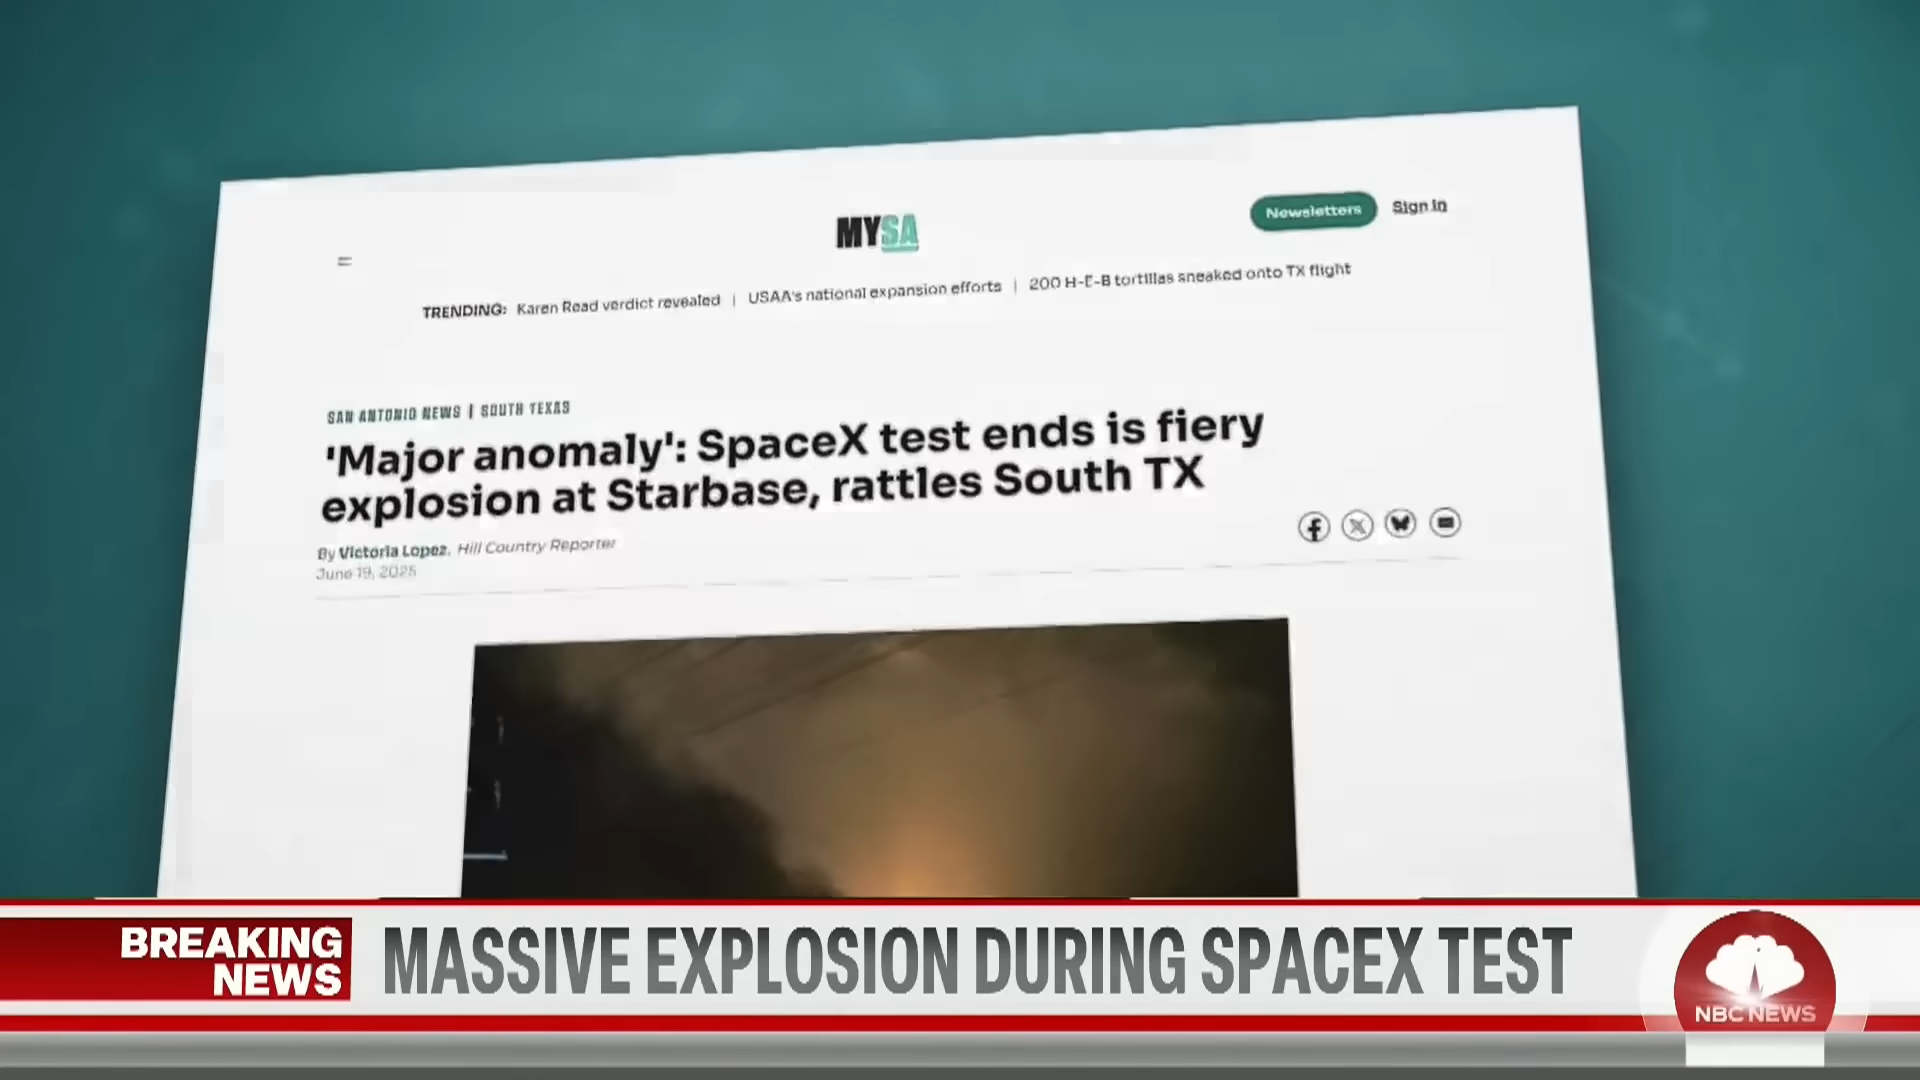 MYSA
Newsletters
Sign In
TRENDING: Karen Read verdict revealed | USAA's national expansion efforts | 200 H-E-B tortillas sneaked onto TX flight
SAN ANTONIO NEWS | SOUTH TEXAS
'Major anomaly': SpaceX test ends is fiery
explosion at Starbase, rattles South TX
By Victoria Lopez, Hill Country Reporter
June 19, 2025
BREAKING
NEWS
MASSIVE EXPLOSION DURING SPACEX TEST
NBC NEWS